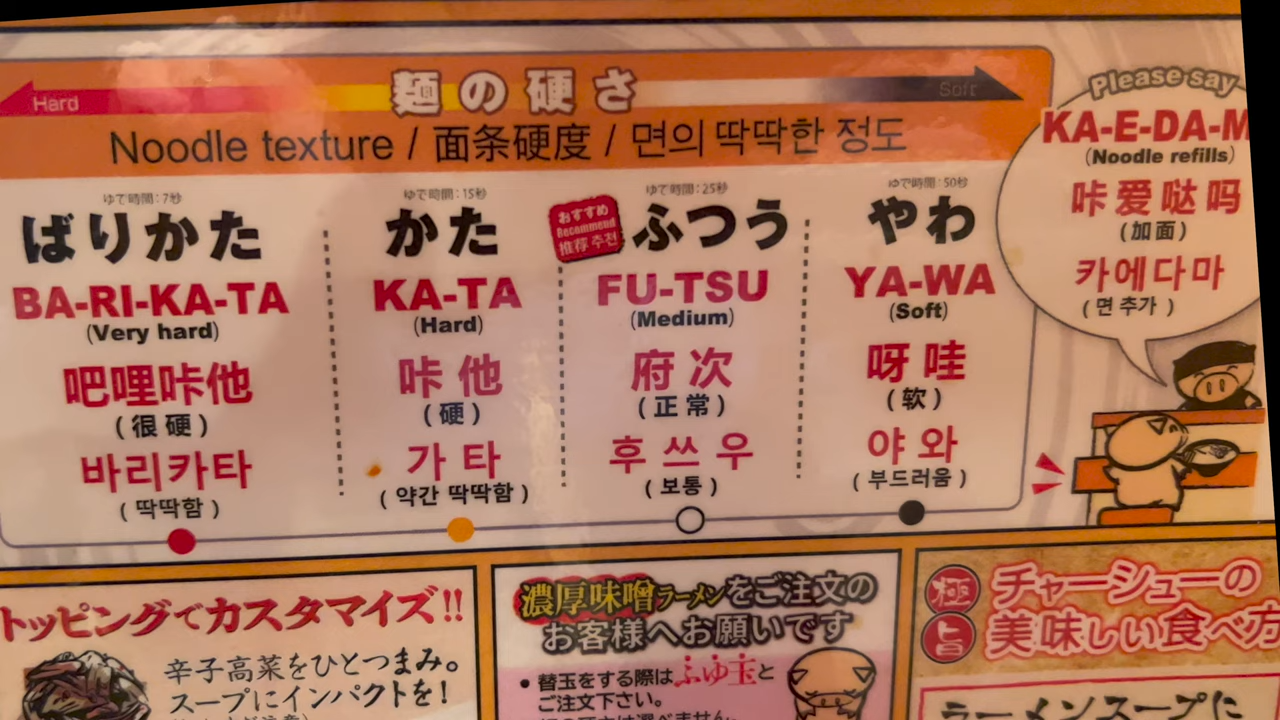 Hard
麺の硬さ
Soft
Noodle texture / 面条硬度 / 면의 딱딱한 정도
ゆで時間:7秒
ばりかた
BA-RI-KA-TA
(Very hard)
吧哩咔他
(很硬)
바리카타
(딱딱함)
ゆで時間:15秒
かた
KA-TA
(Hard)
咔他
(硬)
가타
(약간 딱딱함)
おすすめ
Recommend
推荐 추천
ゆで時間:25秒
ふつう
FU-TSU
(Medium)
府次
(正常)
후쓰우
(보통)
ゆで時間:50秒
やわ
YA-WA
(Soft)
呀哇
(软)
야와
(부드러움)
Please say
KA-E-DA-M
(Noodle refills)
咔爱哒吗
(加面)
카에다마
(면 추가)
トッピングでカスタマイズ!!
辛子高菜をひとつまみ。
スープにインパクトを!
濃厚味噌ラーメンをご注文の
お客様へお願いです
• 替玉をする際はふゆ玉と
ご注文下さい。
極旨
チャーシューの
美味しい食べ方
ラーメンスープに